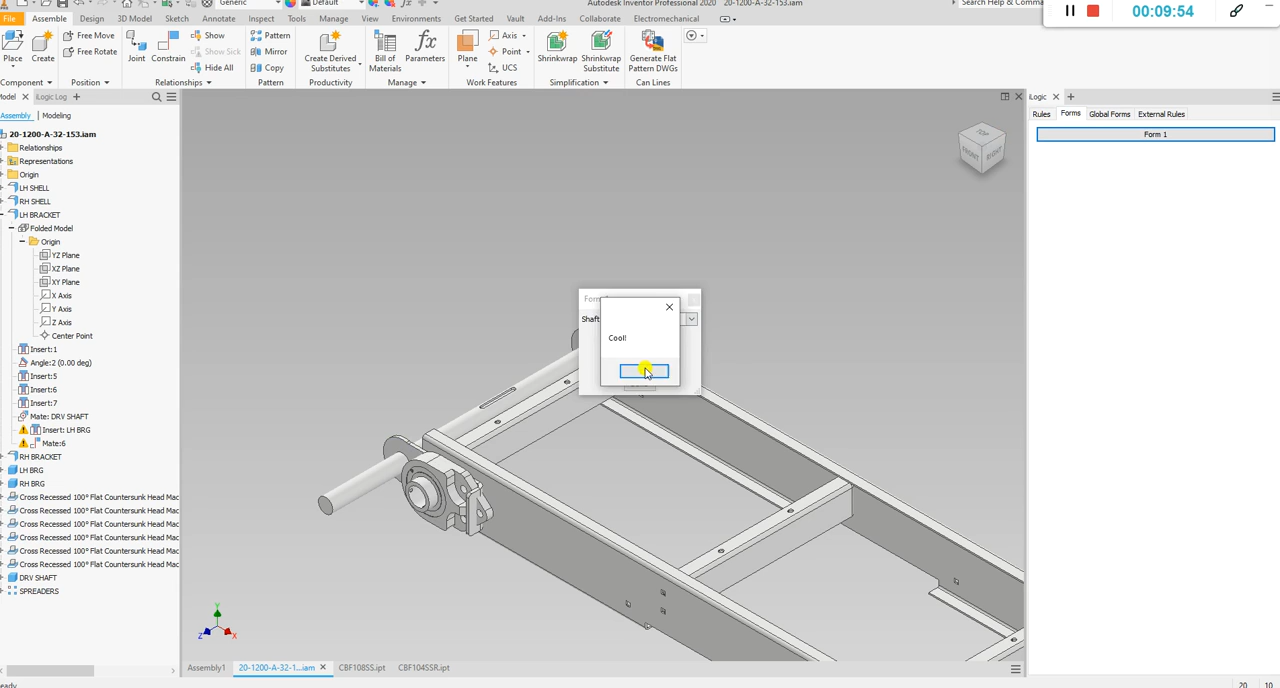 Generic
Default
Autodesk Inventor Professional 2020 20-1200-A-32-153.iam
Search Help & Comma
00:09:54
File Assemble Design 3D Model Sketch Annotate Inspect Tools Manage View Environments Get Started Vault Add-Ins Collaborate Electromechanical
Place Create
Free Move
Free Rotate
Joint Constrain
Show
Show Sick
Hide All
Pattern
Mirror
Copy
Create Derived
Substitutes
Bill of
Materials
Parameters
Plane
Axis
Point
UCS
Shrinkwrap
Shrinkwrap
Substitute
Generate Flat
Pattern DWGs
Component Position Relationships Pattern Productivity Manage Work Features Simplification Can Lines
Model iLogic Log
Assembly Modeling
20-1200-A-32-153.iam
Relationships
Representations
Origin
LH SHELL
RH SHELL
LH BRACKET
Folded Model
Origin
YZ Plane
XZ Plane
XY Plane
X Axis
Y Axis
Z Axis
Center Point
Insert:1
Angle:2 (0.00 deg)
Insert:5
Insert:6
Insert:7
Mate: DRV SHAFT
Insert: LH BRG
Mate:6
RH BRACKET
LH BRG
RH BRG
Cross Recessed 100° Flat Countersunk Head Mac
Cross Recessed 100° Flat Countersunk Head Mac
Cross Recessed 100° Flat Countersunk Head Mac
Cross Recessed 100° Flat Countersunk Head Mac
Cross Recessed 100° Flat Countersunk Head Mac
Cross Recessed 100° Flat Countersunk Head Mac
DRV SHAFT
SPREADERS
TOP
FRONT RIGHT
Form
Shaft
Cool!
Y
Z X
iLogic
Rules Forms Global Forms External Rules
Form 1
Assembly1 20-1200-A-32-1...iam CBF108SS.ipt CBF104SSR.ipt
eady
20 10